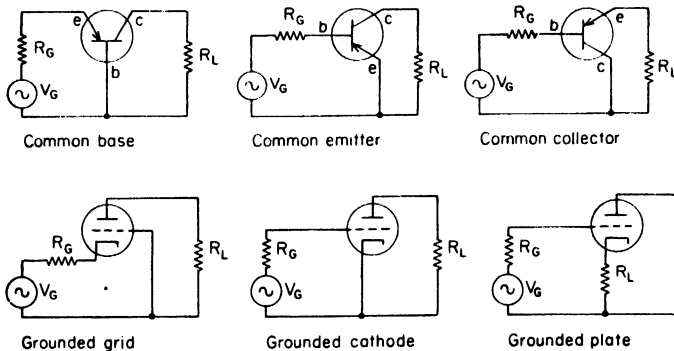 e c
R_G
b
R_L
V_G
Common base
R_G
b c
e
R_L
V_G
Common emitter
R_G
b e
c
R_L
V_G
Common collector
R_G
R_L
V_G
Grounded grid
R_G
R_L
V_G
Grounded cathode
R_G
R_L
V_G
Grounded plate